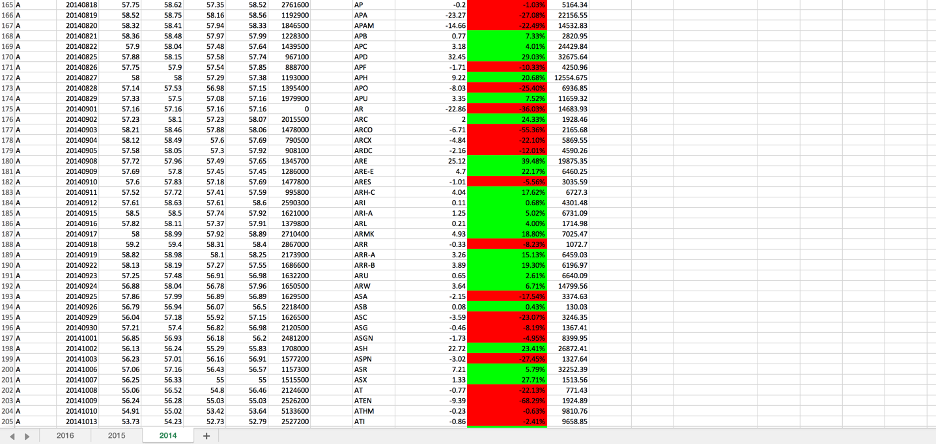 165 A 20140818 57.75 58.62 57.35 58.52 2761600 AP -0.2 -1.03% 5164.34
166 A 20140819 58.52 58.75 58.16 58.56 1192900 APA -23.27 -27.08% 22156.55
167 A 20140820 58.32 58.41 57.94 58.33 1846500 APAM -14.66 -22.49% 14532.83
168 A 20140821 58.36 58.48 57.97 57.99 1228300 APB 0.77 7.33% 2820.95
169 A 20140822 57.9 58.04 57.48 57.64 1439500 APC 3.18 4.01% 24429.84
170 A 20140825 57.88 58.15 57.58 57.74 967100 APD 32.45 29.03% 32675.64
171 A 20140826 57.75 57.9 57.54 57.85 888700 APF -1.71 -10.33% 4250.96
172 A 20140827 58 58 57.29 57.38 1193000 APH 9.22 20.68% 12554.675
173 A 20140828 57.14 57.53 56.98 57.15 1395400 APO -8.03 -25.40% 6936.85
174 A 20140829 57.33 57.5 57.08 57.16 1979900 APU 3.35 7.52% 11659.32
175 A 20140901 57.16 57.16 57.16 57.16 0 AR -22.86 -36.03% 14683.93
176 A 20140902 57.23 58.1 57.23 58.07 2015500 ARC 2 24.33% 1928.46
177 A 20140903 58.21 58.46 57.88 58.06 1478000 ARCO -6.71 -55.36% 2165.68
178 A 20140904 58.12 58.49 57.6 57.69 790500 ARCX -4.84 -22.10% 5869.55
179 A 20140905 57.58 58.05 57.3 57.92 908100 ARDC -2.16 -12.01% 4590.26
180 A 20140908 57.72 57.96 57.49 57.65 1345700 ARE 25.12 39.48% 19875.35
181 A 20140909 57.69 57.8 57.45 57.45 1286000 ARE-E 4.7 22.17% 6460.25
182 A 20140910 57.6 57.83 57.18 57.69 1477800 ARES -1.01 -5.56% 3035.59
183 A 20140911 57.52 57.72 57.41 57.59 995800 ARH-C 4.04 17.62% 6727.3
184 A 20140912 57.61 58.63 57.61 58.6 2590300 ARI 0.11 0.68% 4301.48
185 A 20140915 58.5 58.5 57.74 57.92 1621000 ARI-A 1.25 5.02% 6731.09
186 A 20140916 57.82 58.11 57.37 57.91 1379800 ARL 0.21 4.00% 1714.98
187 A 20140917 58 58.99 57.92 58.89 2710400 ARMK 4.93 18.80% 7025.47
188 A 20140918 59.2 59.4 58.31 58.4 2867000 ARR -0.33 -8.23% 1072.7
189 A 20140919 58.82 58.98 58.1 58.25 2173900 ARR-A 3.26 15.13% 6459.03
190 A 20140922 58.13 58.19 57.27 57.55 1686600 ARR-B 3.89 19.30% 6196.97
191 A 20140923 57.25 57.48 56.91 56.98 1632200 ARU 0.65 2.61% 6640.09
192 A 20140924 56.88 58.04 56.78 57.96 1650500 ARW 3.64 6.71% 14799.56
193 A 20140925 57.86 57.99 56.89 56.89 1629500 ASA -2.15 -17.54% 3374.63
194 A 20140926 56.79 56.94 56.07 56.5 2218400 ASB 0.08 0.43% 130.03
195 A 20140929 56.04 57.18 55.92 57.15 1626500 ASC -3.59 -23.07% 3246.35
196 A 20140930 57.21 57.4 56.82 56.98 2120500 ASG -0.46 -8.19% 1367.41
197 A 20141001 56.85 56.93 56.18 56.2 2481200 ASGN -1.73 -4.95% 8399.95
198 A 20141002 56.13 56.24 55.29 55.83 1708000 ASH 22.72 23.41% 26872.41
199 A 20141003 56.23 57.01 56.16 56.91 1577200 ASPN -3.02 -27.45% 1327.64
200 A 20141006 57.06 57.16 56.43 56.57 1157300 ASR 7.21 5.79% 32252.39
201 A 20141007 56.25 56.33 55 55 1515500 ASX 1.33 27.71% 1513.56
202 A 20141008 55.06 56.52 54.8 56.46 2124600 AT -0.77 -22.13% 771.43
203 A 20141009 56.24 56.28 55.03 55.03 2526200 ATEN -9.39 -68.29% 1924.89
204 A 20141010 54.91 55.02 53.42 53.64 5133600 ATHM -0.23 -0.63% 9810.76
205 A 20141013 53.73 54.23 52.73 52.79 2527200 ATI -0.86 -2.41% 9658.85
2016 2015 2014 +